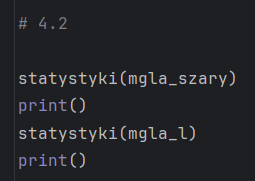 # 4.2
statystyki(mgla_szary)
print()
statystyki(mgla_l)
print()